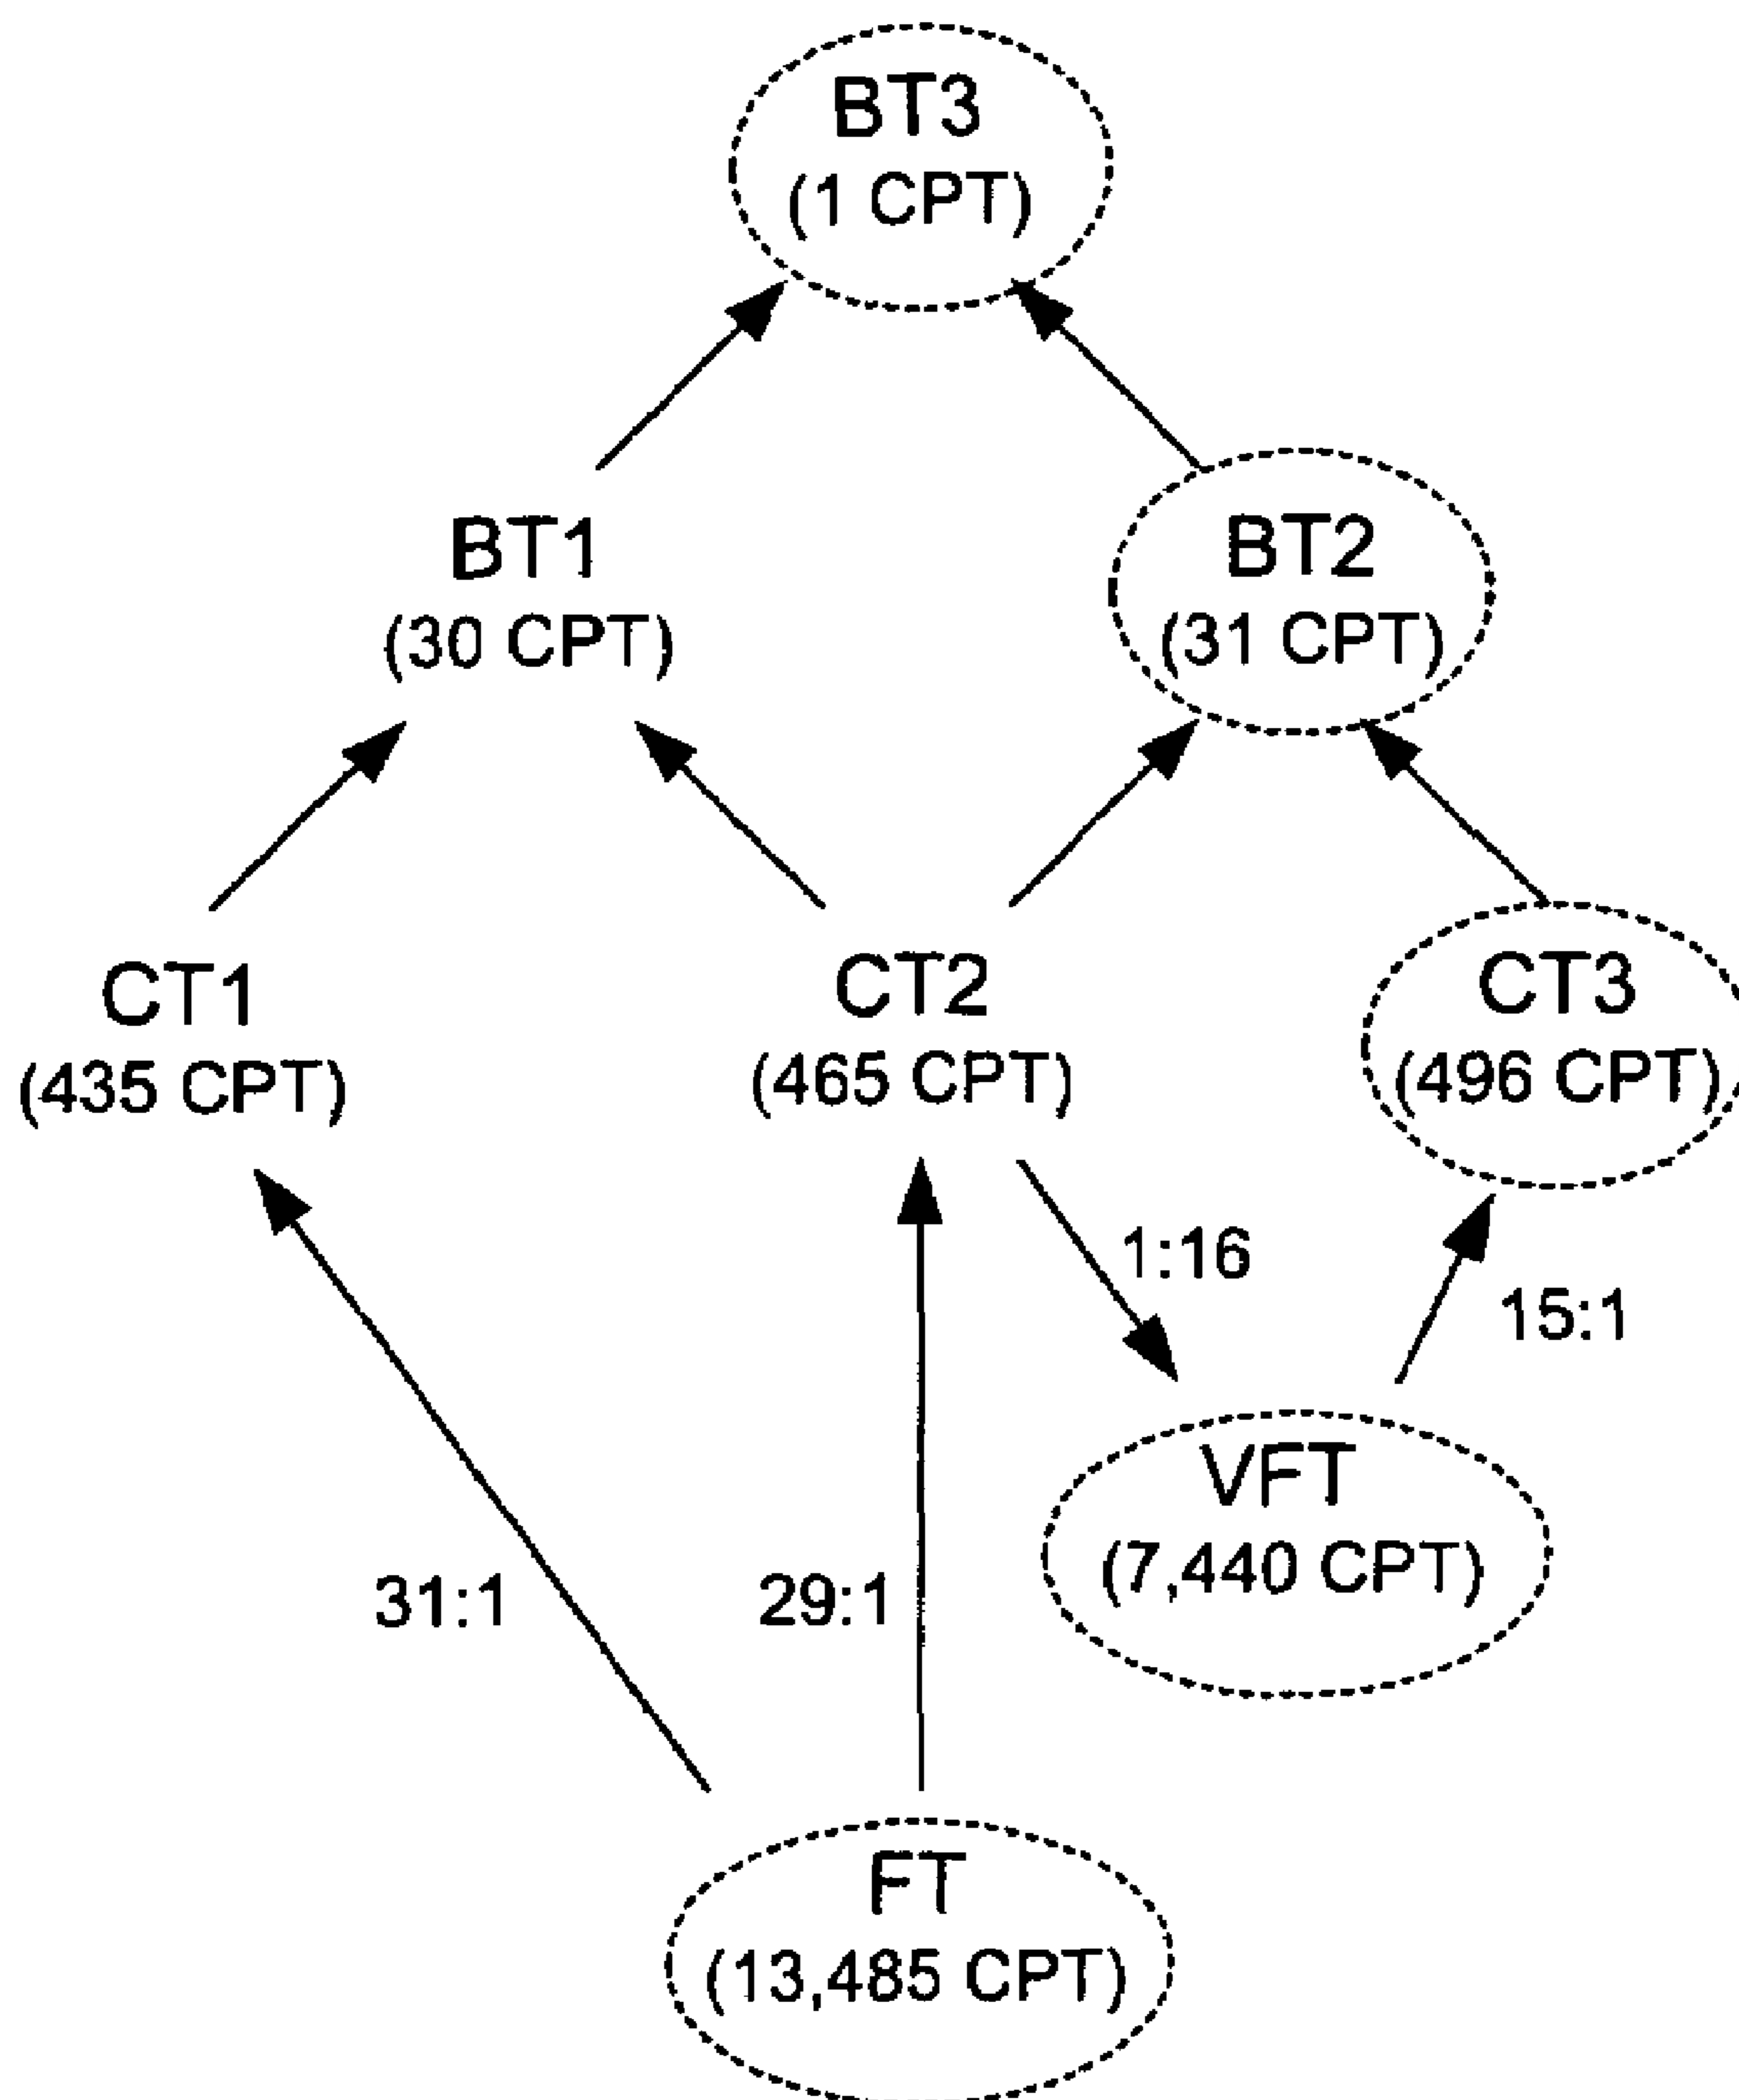 BT3
(1 CPT)
BT1
(30 CPT)
BT2
(31 CPT)
CT1
(435 CPT)
CT2
(465 CPT)
CT3
(496 CPT)
1:16
15:1
VFT
(7,440 CPT)
31:1
29:1
FT
(13,485 CPT)